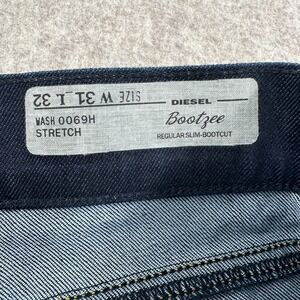 SIZE W 31 L 32
WASH 0069H
STRETCH
DIESEL
Bootzee
REGULAR SLIM-BOOTCUT